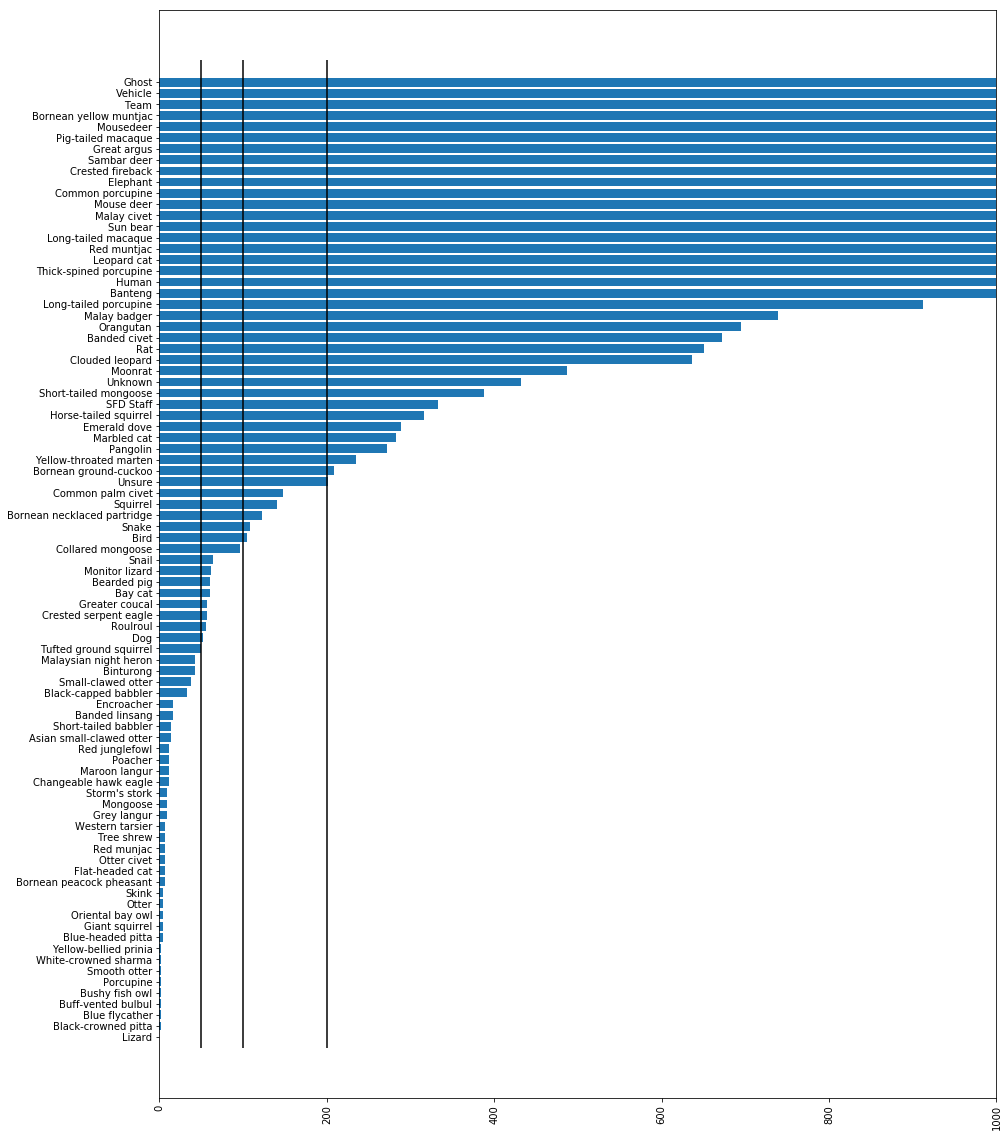 Ghost
Vehicle
Team
Bornean yellow muntjac
Mousedeer
Pig-tailed macaque
Great argus
Sambar deer
Crested fireback
Elephant
Common porcupine
Mouse deer
Malay civet
Sun bear
Long-tailed macaque
Red muntjac
Leopard cat
Thick-spined porcupine
Human
Banteng
Long-tailed porcupine
Malay badger
Orangutan
Banded civet
Rat
Clouded leopard
Moonrat
Unknown
Short-tailed mongoose
SFD Staff
Horse-tailed squirrel
Emerald dove
Marbled cat
Pangolin
Yellow-throated marten
Bornean ground-cuckoo
Unsure
Common palm civet
Squirrel
Bornean necklaced partridge
Snake
Bird
Collared mongoose
Snail
Monitor lizard
Bearded pig
Bay cat
Greater coucal
Crested serpent eagle
Roulroul
Dog
Tufted ground squirrel
Malaysian night heron
Binturong
Small-clawed otter
Black-capped babbler
Encroacher
Banded linsang
Short-tailed babbler
Asian small-clawed otter
Red junglefowl
Poacher
Maroon langur
Changeable hawk eagle
Storm's stork
Mongoose
Grey langur
Western tarsier
Tree shrew
Red munjac
Otter civet
Flat-headed cat
Bornean peacock pheasant
Skink
Otter
Oriental bay owl
Giant squirrel
Blue-headed pitta
Yellow-bellied prinia
White-crowned sharma
Smooth otter
Porcupine
Bushy fish owl
Buff-vented bulbul
Blue flycather
Black-crowned pitta
Lizard
0
200
400
600
800
1000